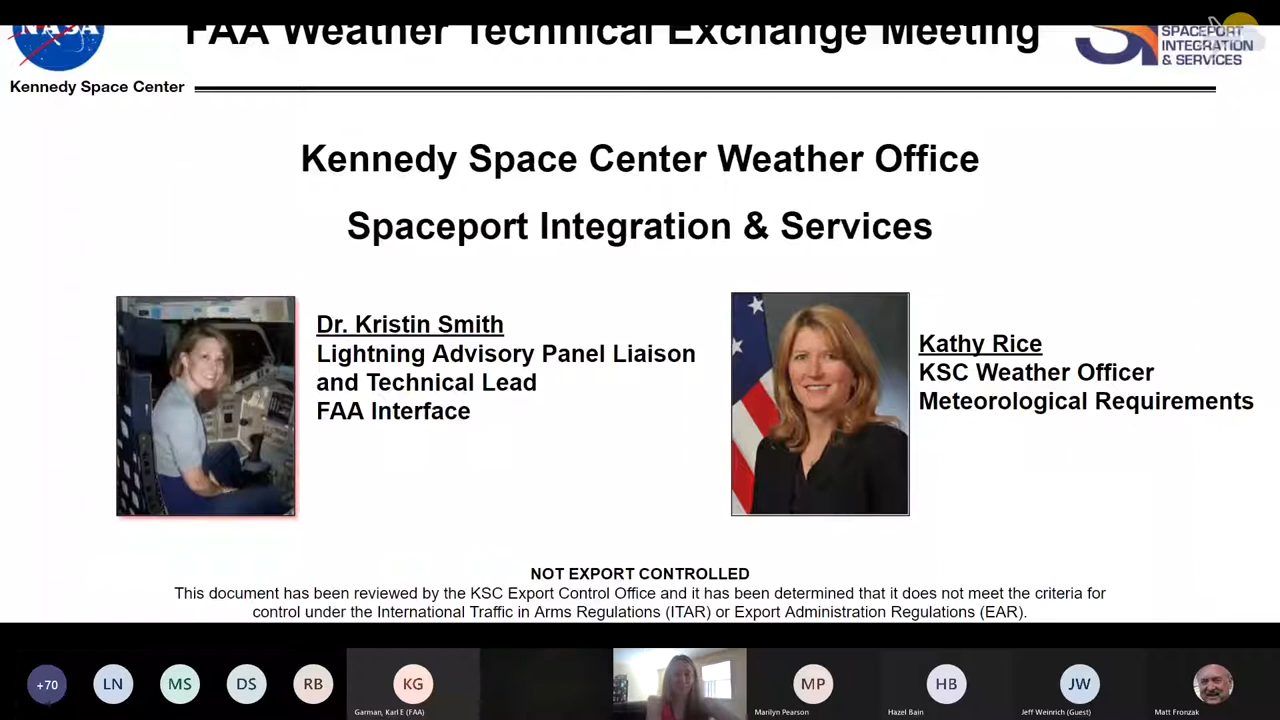 NASA
FAA Weather Technical Exchange Meeting
SPACEPORT
INTEGRATION
& SERVICES
Kennedy Space Center
Kennedy Space Center Weather Office
Spaceport Integration & Services
Dr. Kristin Smith
Lightning Advisory Panel Liaison
and Technical Lead
FAA Interface
Kathy Rice
KSC Weather Officer
Meteorological Requirements
NOT EXPORT CONTROLLED
This document has been reviewed by the KSC Export Control Office and it has been determined that it does not meet the criteria for
control under the International Traffic in Arms Regulations (ITAR) or Export Administration Regulations (EAR).
+70
LN
MS
DS
RB
KG
Garman, Karl E (FAA)
MP
Marilyn Pearson
HB
Hazel Bain
JW
Jeff Weinrich (Guest)
Matt Fronzak